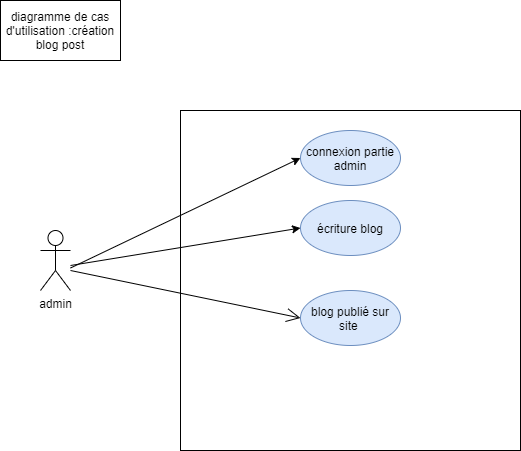 diagramme de cas
d'utilisation :création
blog post
connexion partie
admin
écriture blog
admin
blog publié sur
site